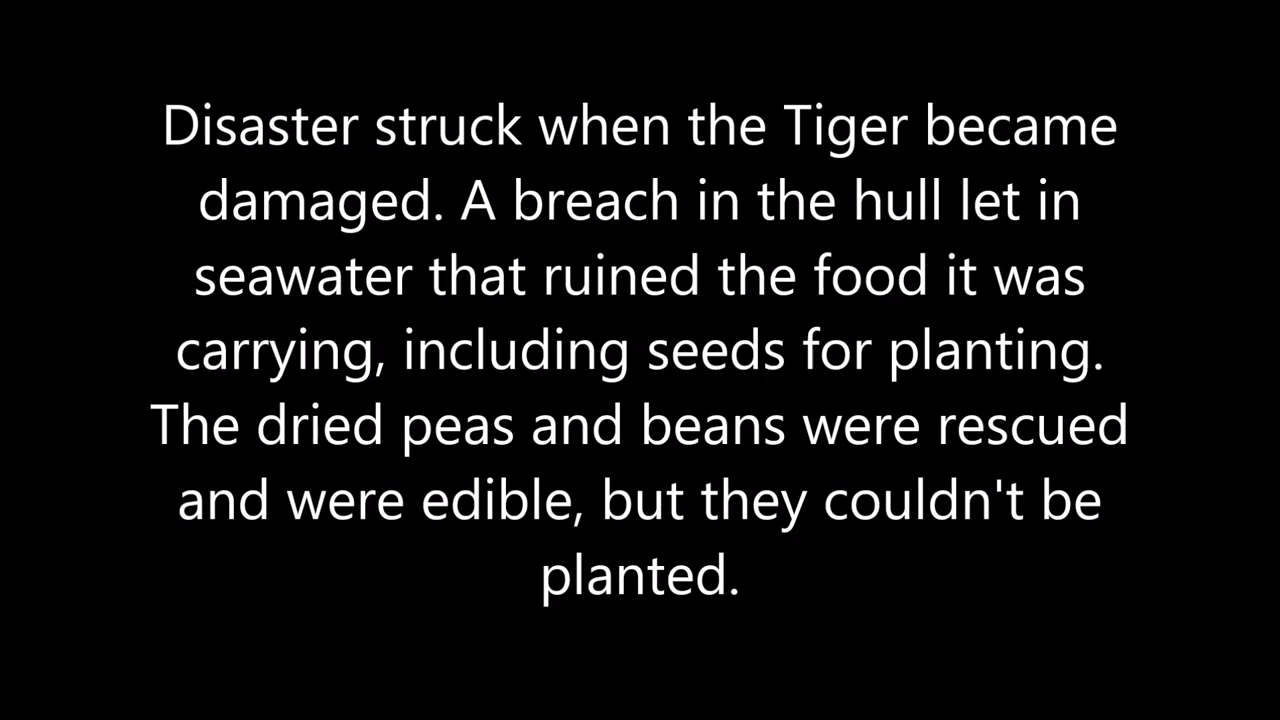 Disaster struck when the Tiger became
damaged. A breach in the hull let in
seawater that ruined the food it was
carrying, including seeds for planting.
The dried peas and beans were rescued
and were edible, but they couldn't be
planted.